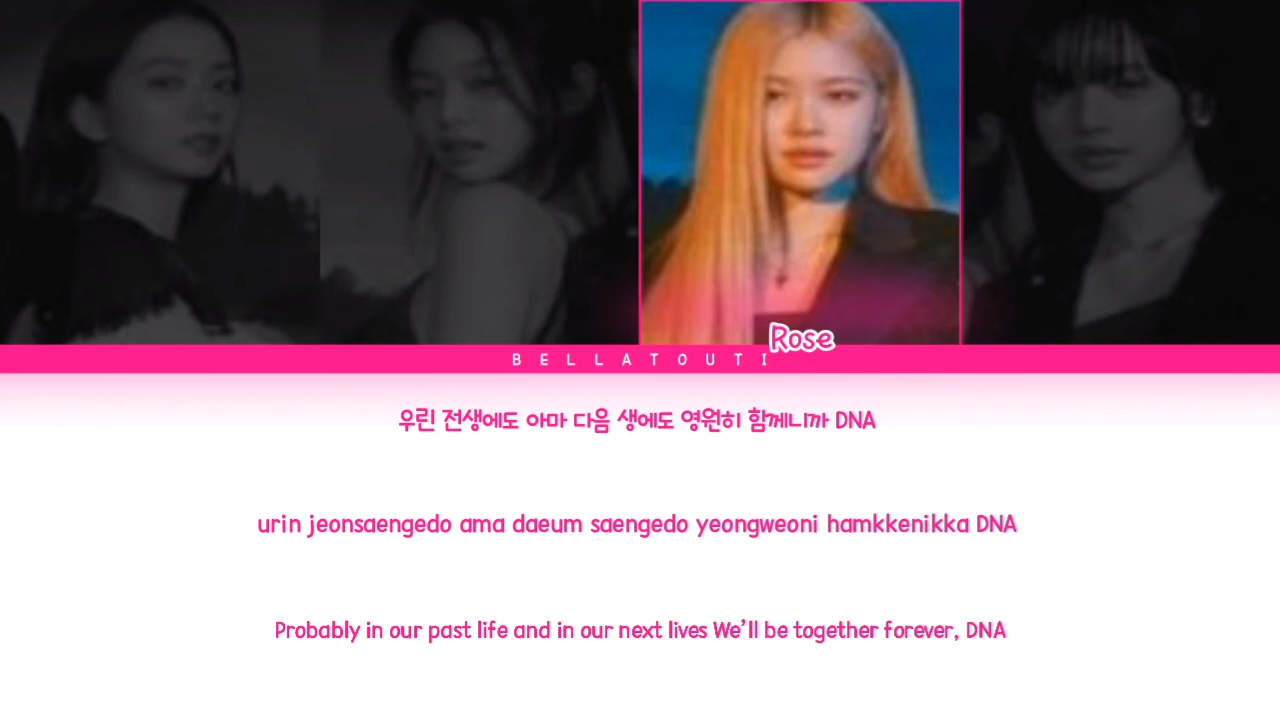 Rose
BELLATOUTI
우린 전생에도 아마 다음 생에도 영원히 함께니까 DNA
urin jeonsaengedo ama daeum saengedo yeongweoni hamkkenikka DNA
Probably in our past life and in our next lives We'll be together forever, DNA